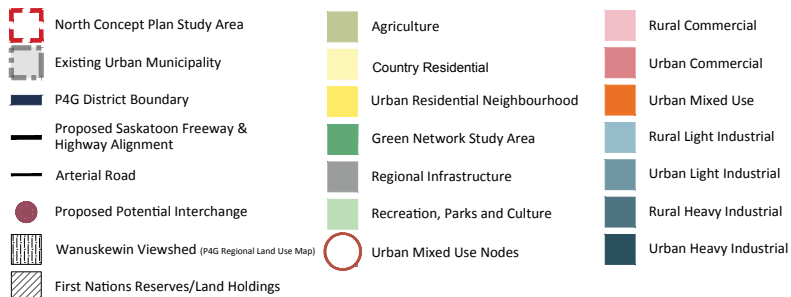 North Concept Plan Study Area
Existing Urban Municipality
P4G District Boundary
Proposed Saskatoon Freeway &
Highway Alignment
Arterial Road
Proposed Potential Interchange
Wanuskewin Viewshed (P4G Regional Land Use Map)
First Nations Reserves/Land Holdings
Agriculture
Country Residential
Urban Residential Neighbourhood
Green Network Study Area
Regional Infrastructure
Recreation, Parks and Culture
Urban Mixed Use Nodes
Rural Commercial
Urban Commercial
Urban Mixed Use
Rural Light Industrial
Urban Light Industrial
Rural Heavy Industrial
Urban Heavy Industrial